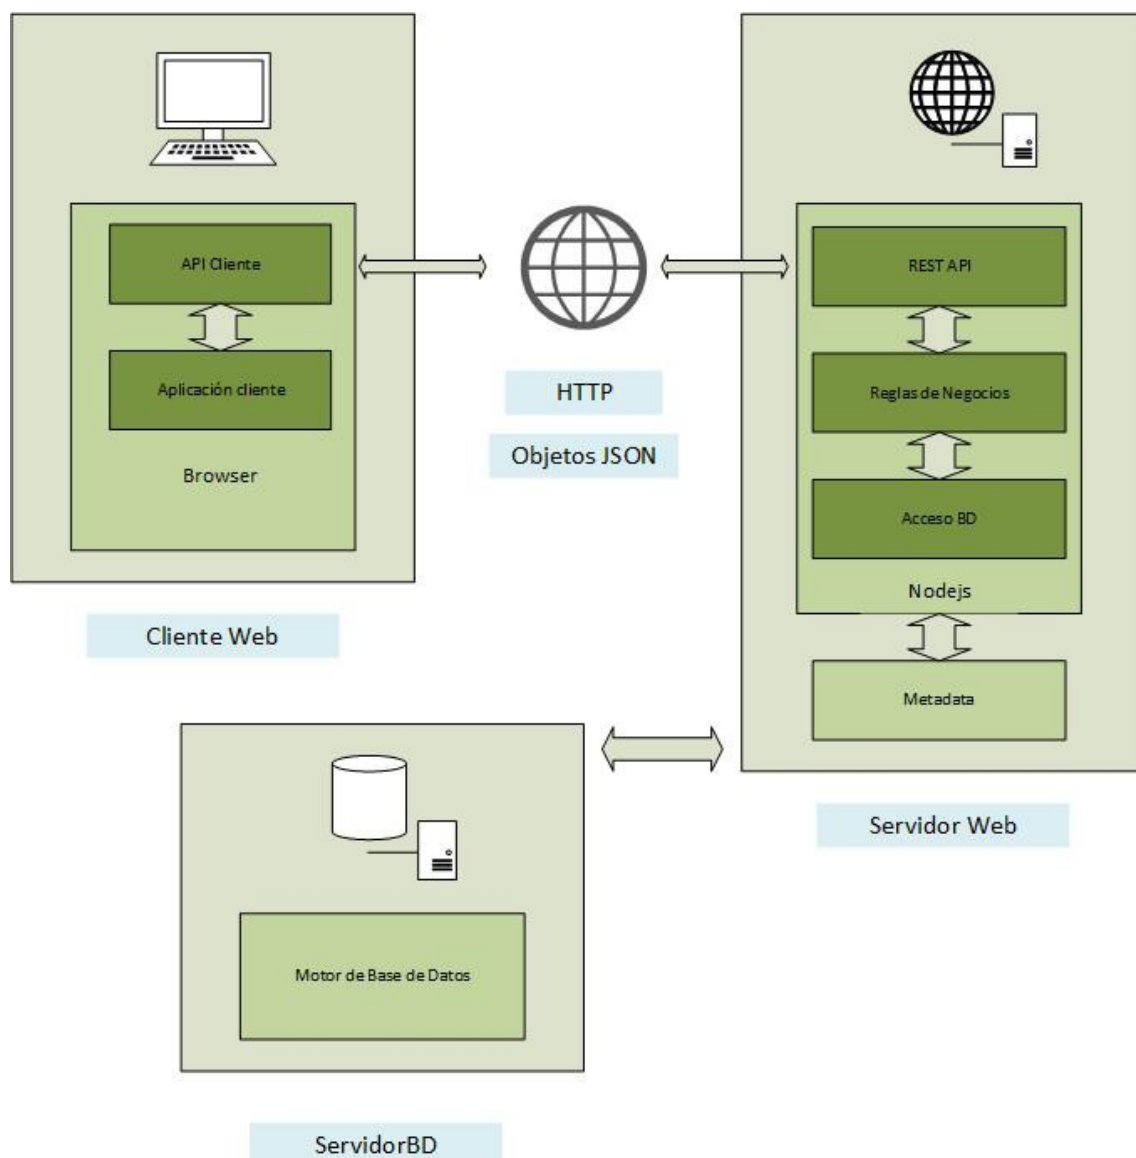 API Cliente
Aplicación cliente
Browser
Cliente Web
HTTP
Objetos JSON
REST API
Reglas de Negocios
Acceso BD
Nodejs
Metadata
Servidor Web
Motor de Base de Datos
ServidorBD